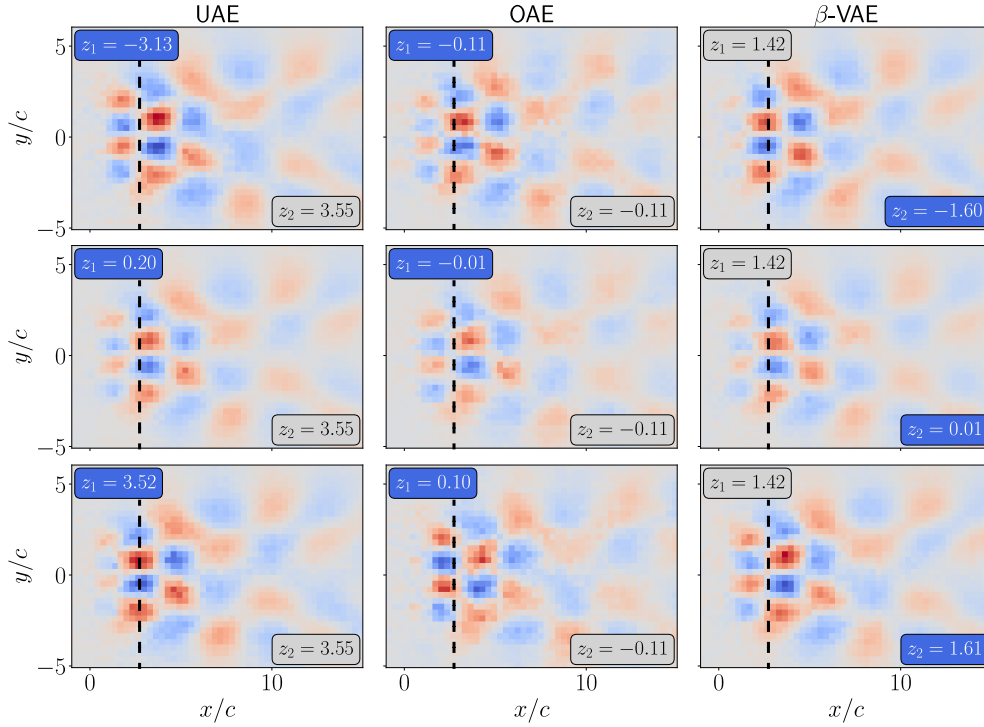 UAE
OAE
β-VAE
y/c
5
0
−5
z₁ = −3.13
z₂ = 3.55
z₁ = −0.11
z₂ = −0.11
z₁ = 1.42
z₂ = −1.60
y/c
5
0
−5
z₁ = 0.20
z₂ = 3.55
z₁ = −0.01
z₂ = −0.11
z₁ = 1.42
z₂ = 0.01
y/c
5
0
−5
z₁ = 3.52
z₂ = 3.55
z₁ = 0.10
z₂ = −0.11
z₁ = 1.42
z₂ = 1.61
0
10
0
10
0
10
x/c
x/c
x/c